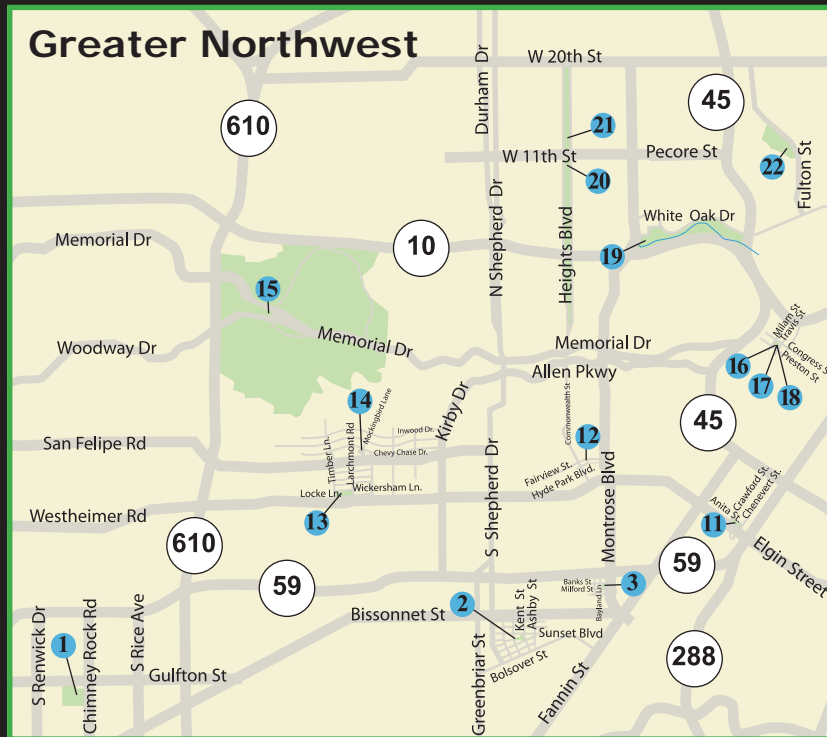 Greater Northwest
W 20th St
Durham Dr
45
610
21
W 11th St
Pecore St
20
22
Fulton St
White Oak Dr
Memorial Dr
10
N Shepherd Dr
Heights Blvd
19
15
Memorial Dr
Woodway Dr
Memorial Dr
Allen Pkwy
Milam St
Travis St
Congress S
Preston St
16
17
18
14
Mockingbird Lane
Kirby Dr
Commonwealth St
45
12
San Felipe Rd
Timber Ln.
Larchmont Rd
Inwood Dr.
Chevy Chase Dr.
Fairview St.
Hyde Park Blvd.
Montrose Blvd
Locke Ln.
Wickersham Ln.
S Shepherd Dr
Westheimer Rd
13
Anita St
Crawford St.
Chenevert St.
11
Elgin Street
610
59
59
Banks St
Milford St
Bayland Ln
3
2
Bissonnet St
Kent St
Ashby St
Sunset Blvd
Bolsover St
Greenbriar St
Fannin St
288
1
S Renwick Dr
Chimney Rock Rd
S Rice Ave
Gulfton St